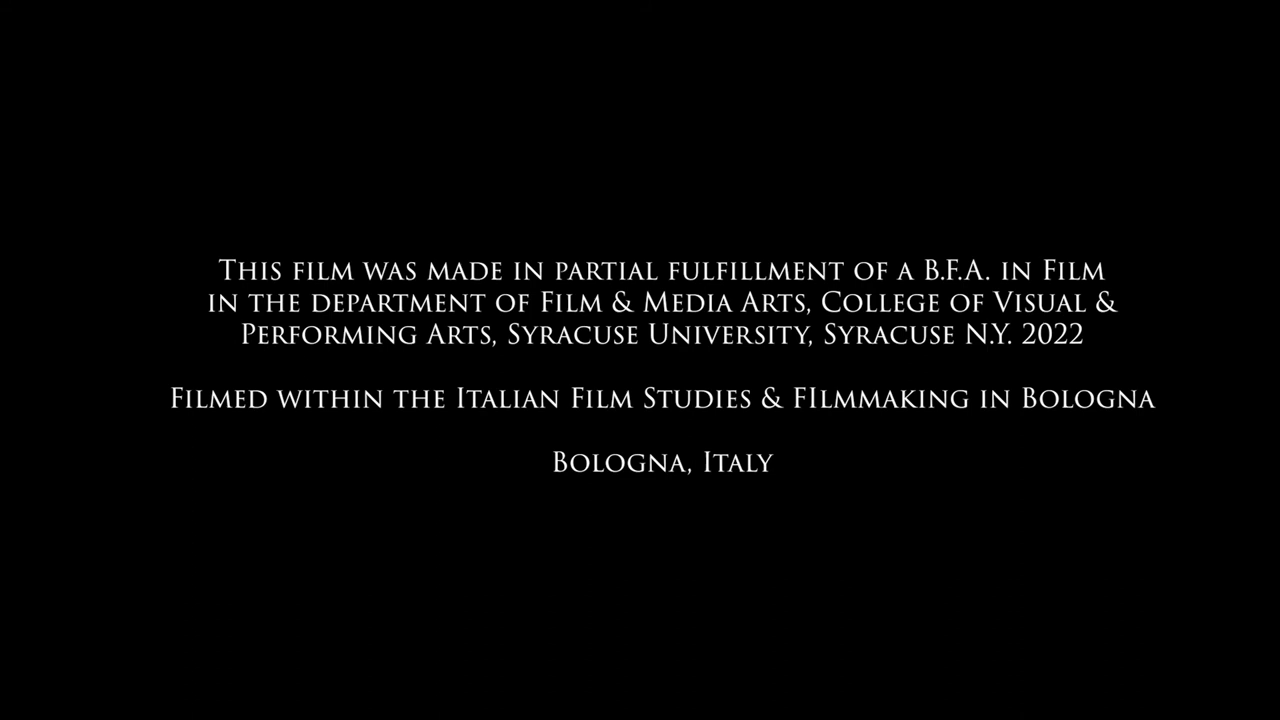 This film was made in partial fulfillment of a B.F.A. in Film
in the department of Film & Media Arts, College of Visual &
Performing Arts, Syracuse University, Syracuse N.Y. 2022
Filmed within the Italian Film Studies & FIlmmaking in Bologna
Bologna, Italy